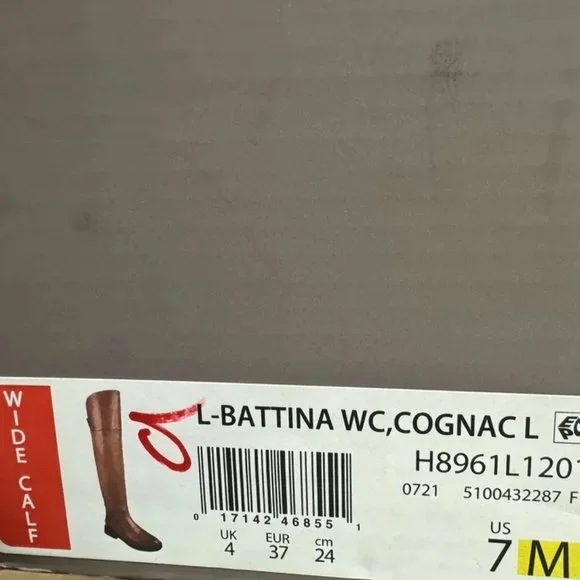 WIDE CALF
L-BATTINA WC,COGNAC L
H8961L1201
0721 5100432287 F
0 17142 46855 1
UK EUR cm US
4 37 24 7 M